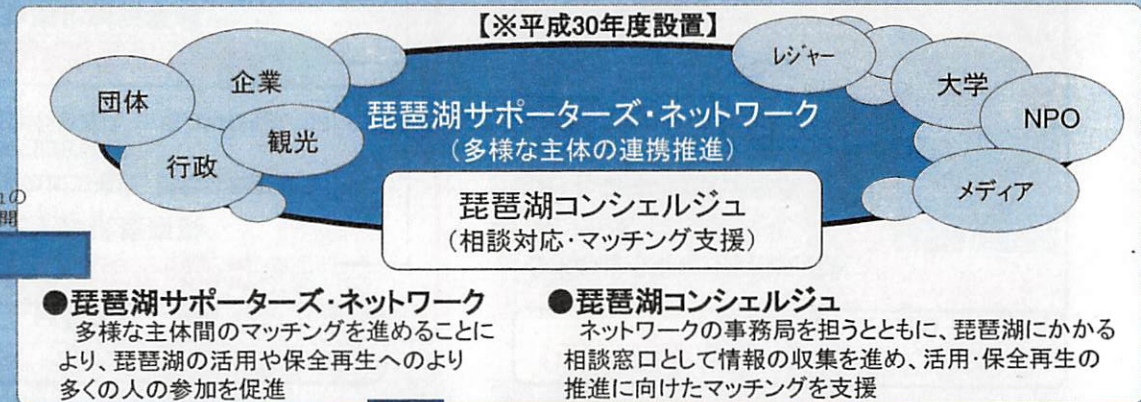 【※平成30年度設置】
団体
企業
行政
観光
レジャー
大学
NPO
メディア
琵琶湖サポーターズ・ネットワーク
（多様な主体の連携推進）
琵琶湖コンシェルジュ
（相談対応・マッチング支援）
の
開
●琵琶湖サポーターズ・ネットワーク
多様な主体間のマッチングを進めることに
より、琵琶湖の活用や保全再生へのより
多くの人の参加を促進
●琵琶湖コンシェルジュ
ネットワークの事務局を担うとともに、琵琶湖にかかる
相談窓口として情報の収集を進め、活用・保全再生の
推進に向けたマッチングを支援